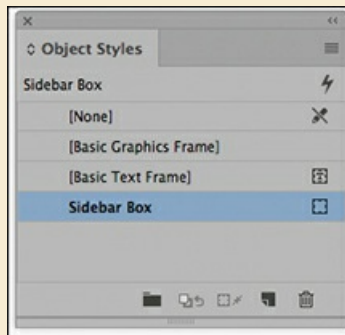 Object Styles
Sidebar Box
[None]
[Basic Graphics Frame]
[Basic Text Frame]
Sidebar Box